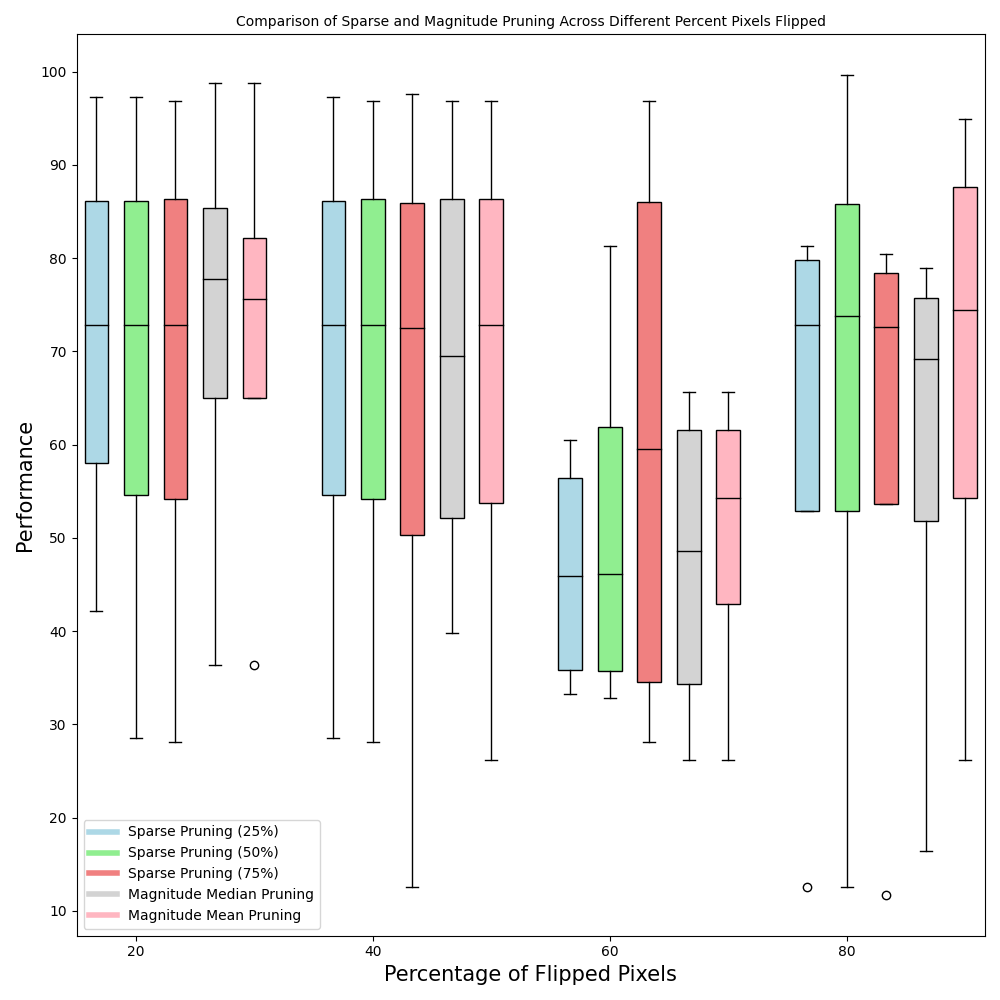 Comparison of Sparse and Magnitude Pruning Across Different Percent Pixels Flipped
Performance
100
90
80
70
60
50
40
30
20
10
Sparse Pruning (25%)
Sparse Pruning (50%)
Sparse Pruning (75%)
Magnitude Median Pruning
Magnitude Mean Pruning
20
40
60
80
Percentage of Flipped Pixels